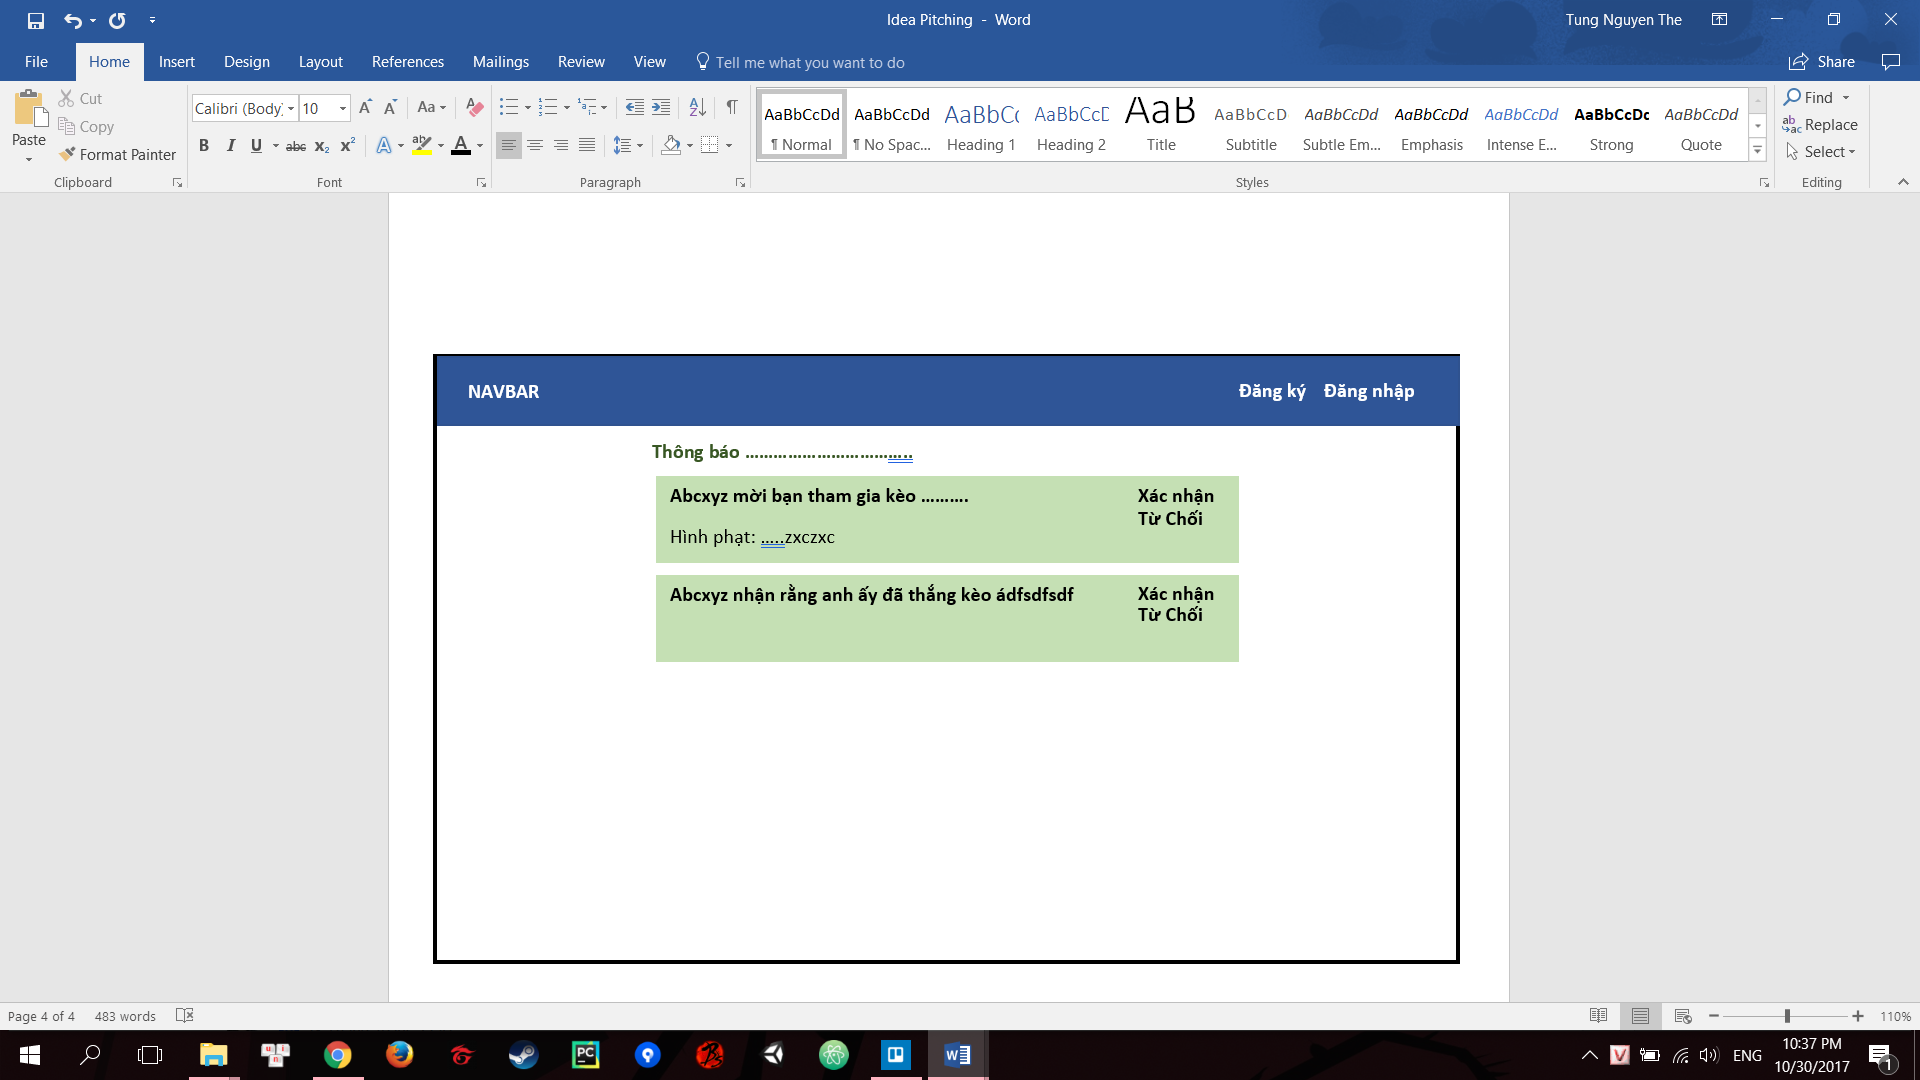 Idea Pitching - Word
Tung Nguyen The
File Home Insert Design Layout References Mailings Review View Tell me what you want to do
Share
Paste
Cut
Copy
Format Painter
Clipboard
Calibri (Body) 10
Aa
B I U abc x₂ x²
A A
Font
Paragraph
AaBbCcDd AaBbCcDd AaBbCc AaBbCcD AaB AaBbCcD AaBbCcDd AaBbCcDd AaBbCcDd AaBbCcDc AaBbCcDd
¶ Normal ¶ No Spac... Heading 1 Heading 2 Title Subtitle Subtle Em... Emphasis Intense E... Strong Quote
Styles
Find
Replace
Select
Editing
NAVBAR Đăng ký Đăng nhập
Thông báo ……………………………..
Abcxyz mời bạn tham gia kèo ………. Xác nhận
Từ Chối
Hình phạt: …..zxczxc
Abcxyz nhận rằng anh ấy đã thắng kèo ádfsdfsdf Xác nhận
Từ Chối
Page 4 of 4 483 words
110%
ENG
10:37 PM
10/30/2017
1